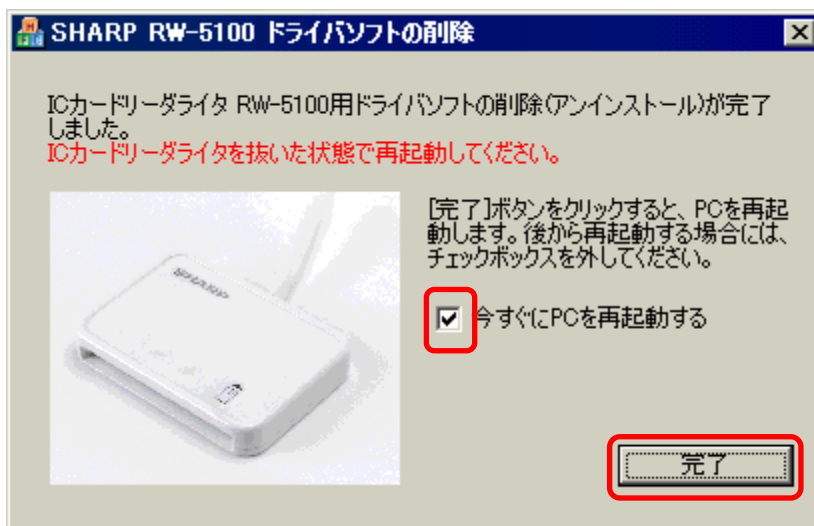 SHARP RW-5100 ドライバソフトの削除
ICカードリーダライタ RW-5100用ドライバソフトの削除(アンインストール)が完了
しました。
ICカードリーダライタを抜いた状態で再起動してください。
[完了]ボタンをクリックすると、PCを再起
動します。後から再起動する場合には、
チェックボックスを外してください。
SHARP
今すぐにPCを再起動する
完了